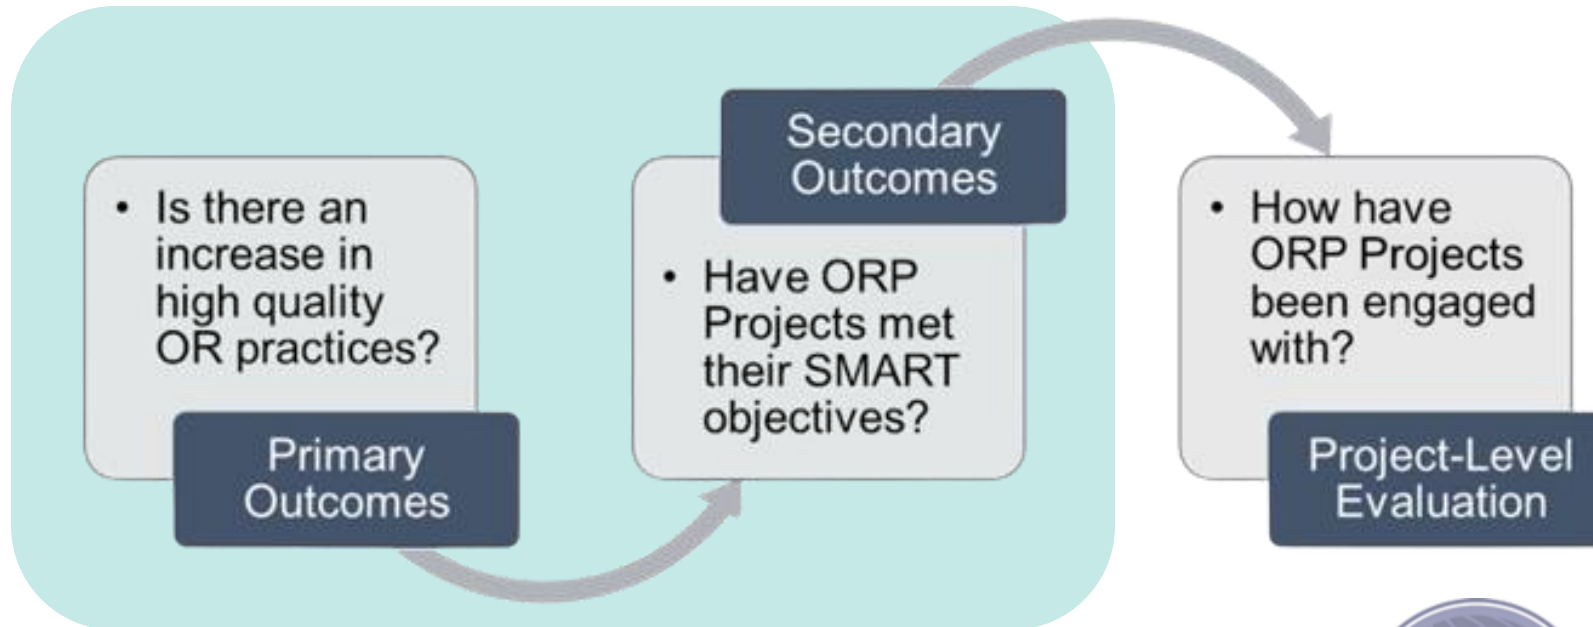 • Is there an
increase in
high quality
OR practices?
Primary
Outcomes
Secondary
Outcomes
• Have ORP
Projects met
their SMART
objectives?
• How have
ORP Projects
been engaged
with?
Project-Level
Evaluation